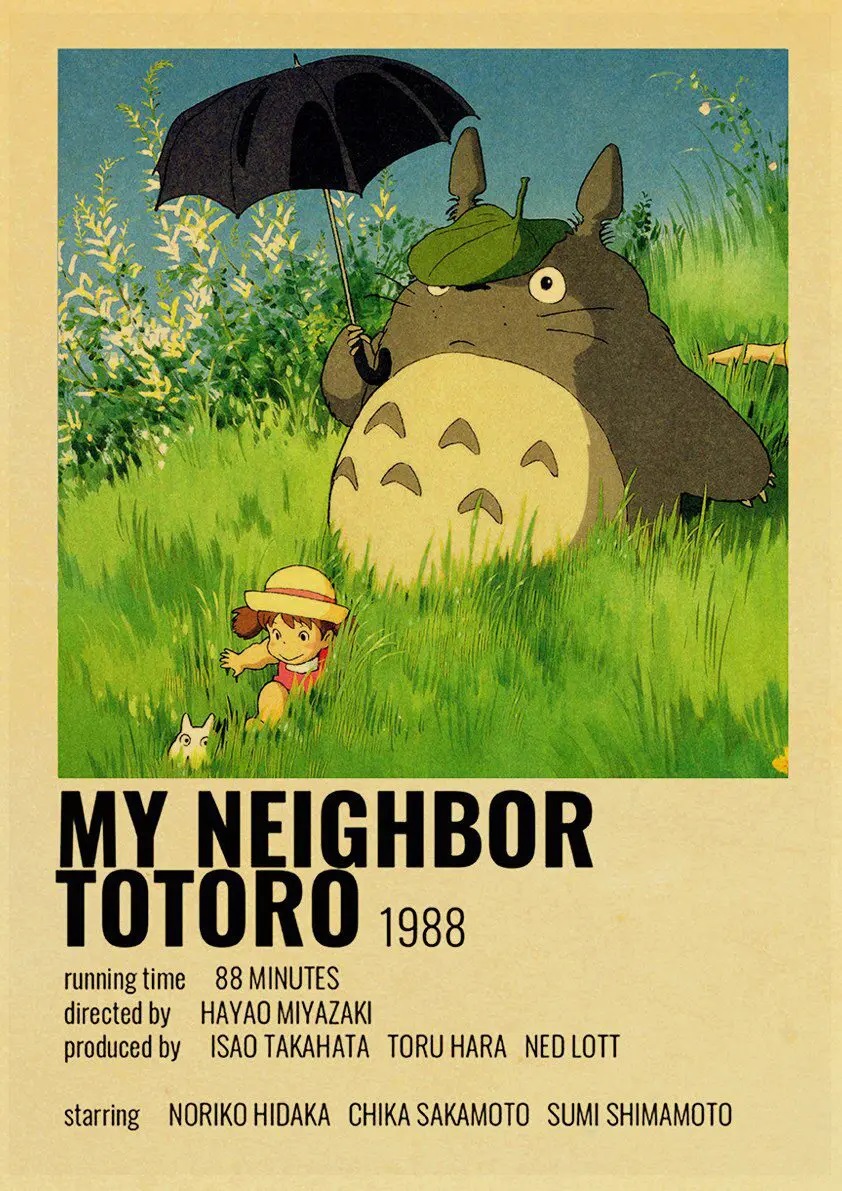 MY NEIGHBOR
TOTORO 1988
running time 88 MINUTES
directed by HAYAO MIYAZAKI
produced by ISAO TAKAHATA TORU HARA NED LOTT
starring NORIKO HIDAKA CHIKA SAKAMOTO SUMI SHIMAMOTO